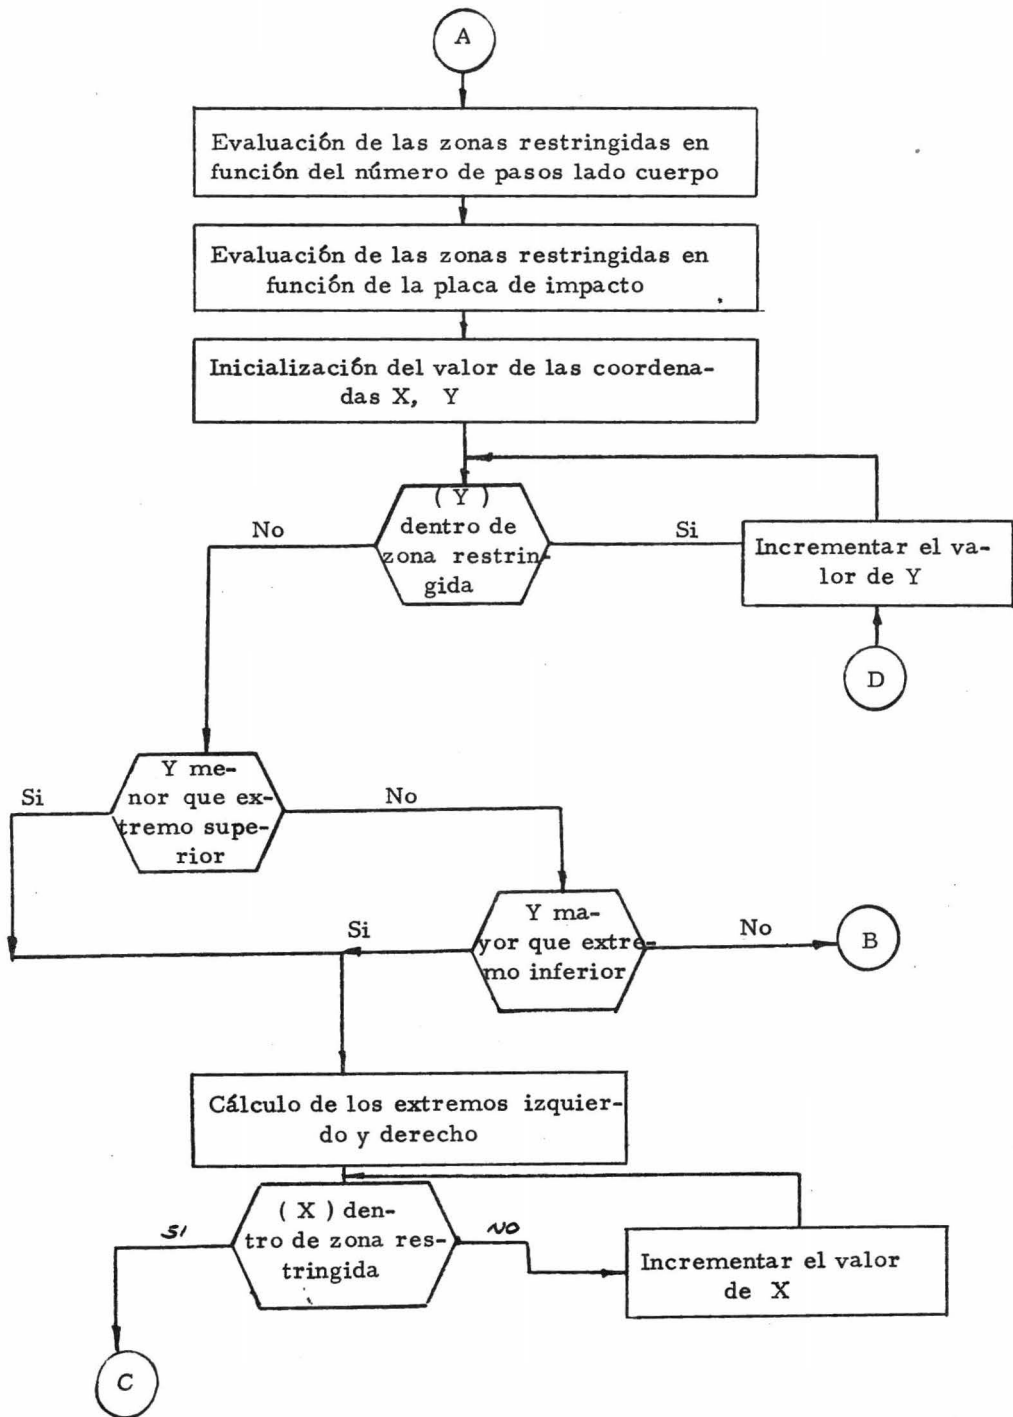 A
Evaluación de las zonas restringidas en
función del número de pasos lado cuerpo
Evaluación de las zonas restringidas en
función de la placa de impacto
Inicialización del valor de las coordena-
das X, Y
( Y )
dentro de
zona restrin-
gida
No
Si
Incrementar el va-
lor de Y
D
Y me-
nor que ex-
tremo supe-
rior
Si
No
Y ma-
yor que extre-
mo inferior
Si
No
B
Cálculo de los extremos izquier-
do y derecho
( X ) den-
tro de zona res-
tringida
SI
NO
Incrementar el valor
de X
C